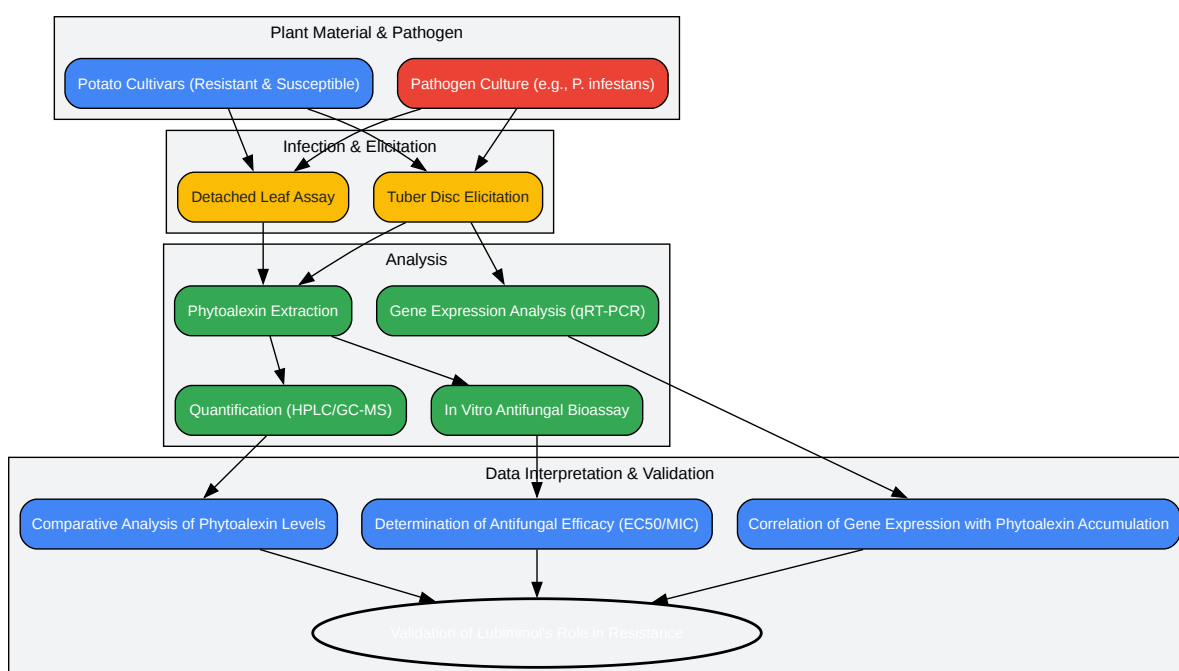 Plant Material & Pathogen
Potato Cultivars (Resistant & Susceptible)
Pathogen Culture (e.g., P. infestans)
Infection & Elicitation
Detached Leaf Assay
Tuber Disc Elicitation
Analysis
Phytoalexin Extraction
Gene Expression Analysis (qRT-PCR)
Quantification (HPLC/GC-MS)
In Vitro Antifungal Bioassay
Data Interpretation & Validation
Comparative Analysis of Phytoalexin Levels
Determination of Antifungal Efficacy (EC50/MIC)
Correlation of Gene Expression with Phytoalexin Accumulation
Validation of Lubiminol's Role in Resistance